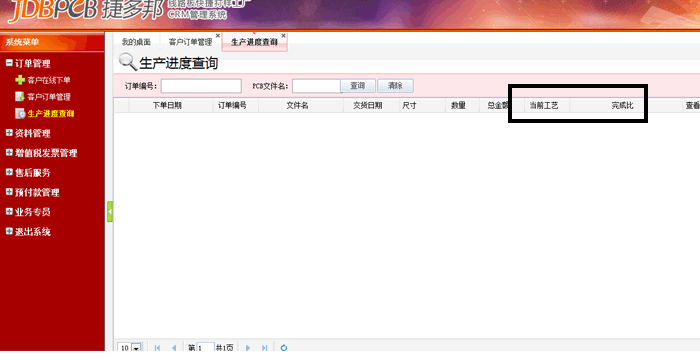 JDBPCB 捷多邦 线路板快捷打样工厂
CRM管理系统
系统菜单
我的桌面 客户订单管理 生产进度查询
订单管理
客户在线下单
客户订单管理
生产进度查询
资料管理
增值税发票管理
售后服务
预付款管理
业务专员
退出系统
生产进度查询
订单编号: PCB文件名: 查询 清除
下单日期 订单编号 文件名 交货日期 尺寸 数量 总金额 当前工艺 完成比 查看
10 第 1 共1页